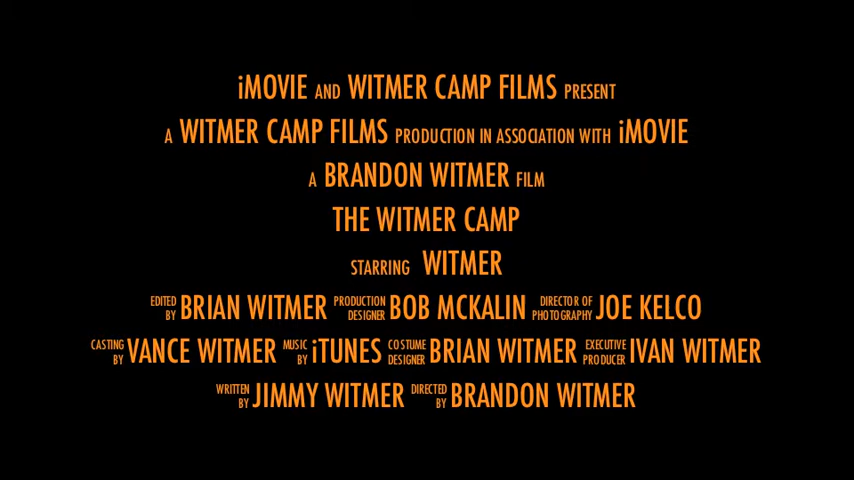 iMOVIE AND WITMER CAMP FILMS PRESENT
A WITMER CAMP FILMS PRODUCTION IN ASSOCIATION WITH iMOVIE
A BRANDON WITMER FILM
THE WITMER CAMP
STARRING WITMER
EDITED BY BRIAN WITMER PRODUCTION DESIGNER BOB MCKALIN DIRECTOR OF PHOTOGRAPHY JOE KELCO
CASTING BY VANCE WITMER MUSIC BY iTUNES COSTUME DESIGNER BRIAN WITMER EXECUTIVE PRODUCER IVAN WITMER
WRITTEN BY JIMMY WITMER DIRECTED BY BRANDON WITMER